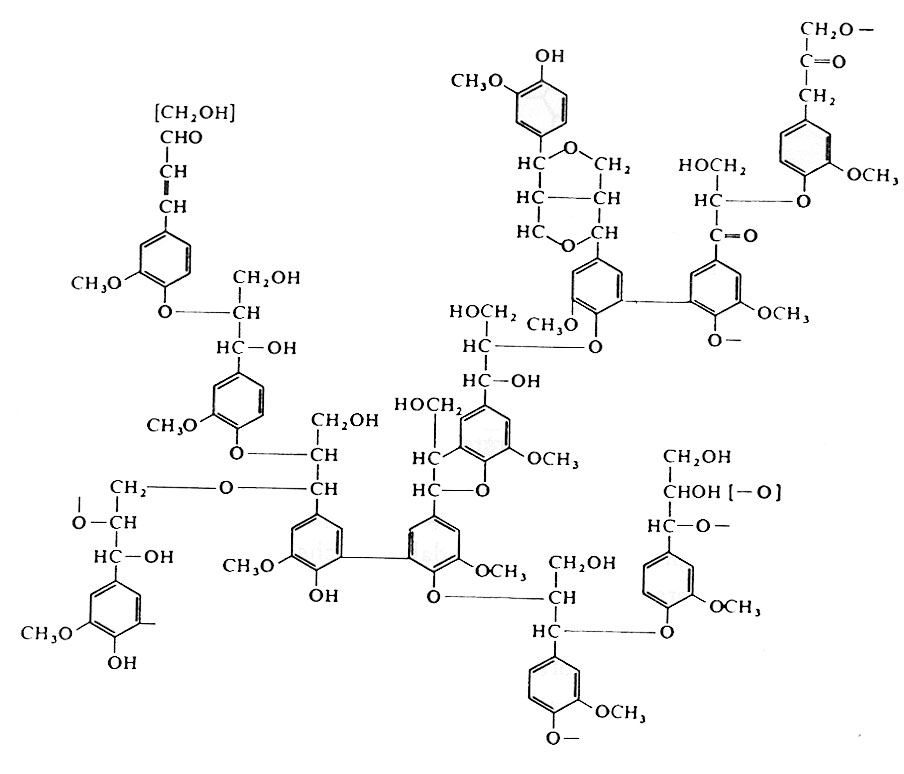 CH₂O—
C=O
CH₂
OCH₃
O
OH
CH₃O
HC
O
CH₂
HC
CH
HC
O
CH
CH₃O
O
HOCH₂
HC
C=O
OCH₃
O—
[CH₂OH]
CHO
CH
CH
CH₃O
O
CH₂OH
CH
HC—OH
CH₃O
O
CH₂OH
CH
CH₂
O
CH
O—CH
HC—OH
CH₃O
OH
CH₃O
OH
HOCH₂
HC
HC—OH
HOCH₂
HC
HC
O
OCH₃
OCH₃
O
CH₂OH
CH
HC
O
OCH₃
O—
CH₂OH
CHOH [—O]
HC—O—
OCH₃